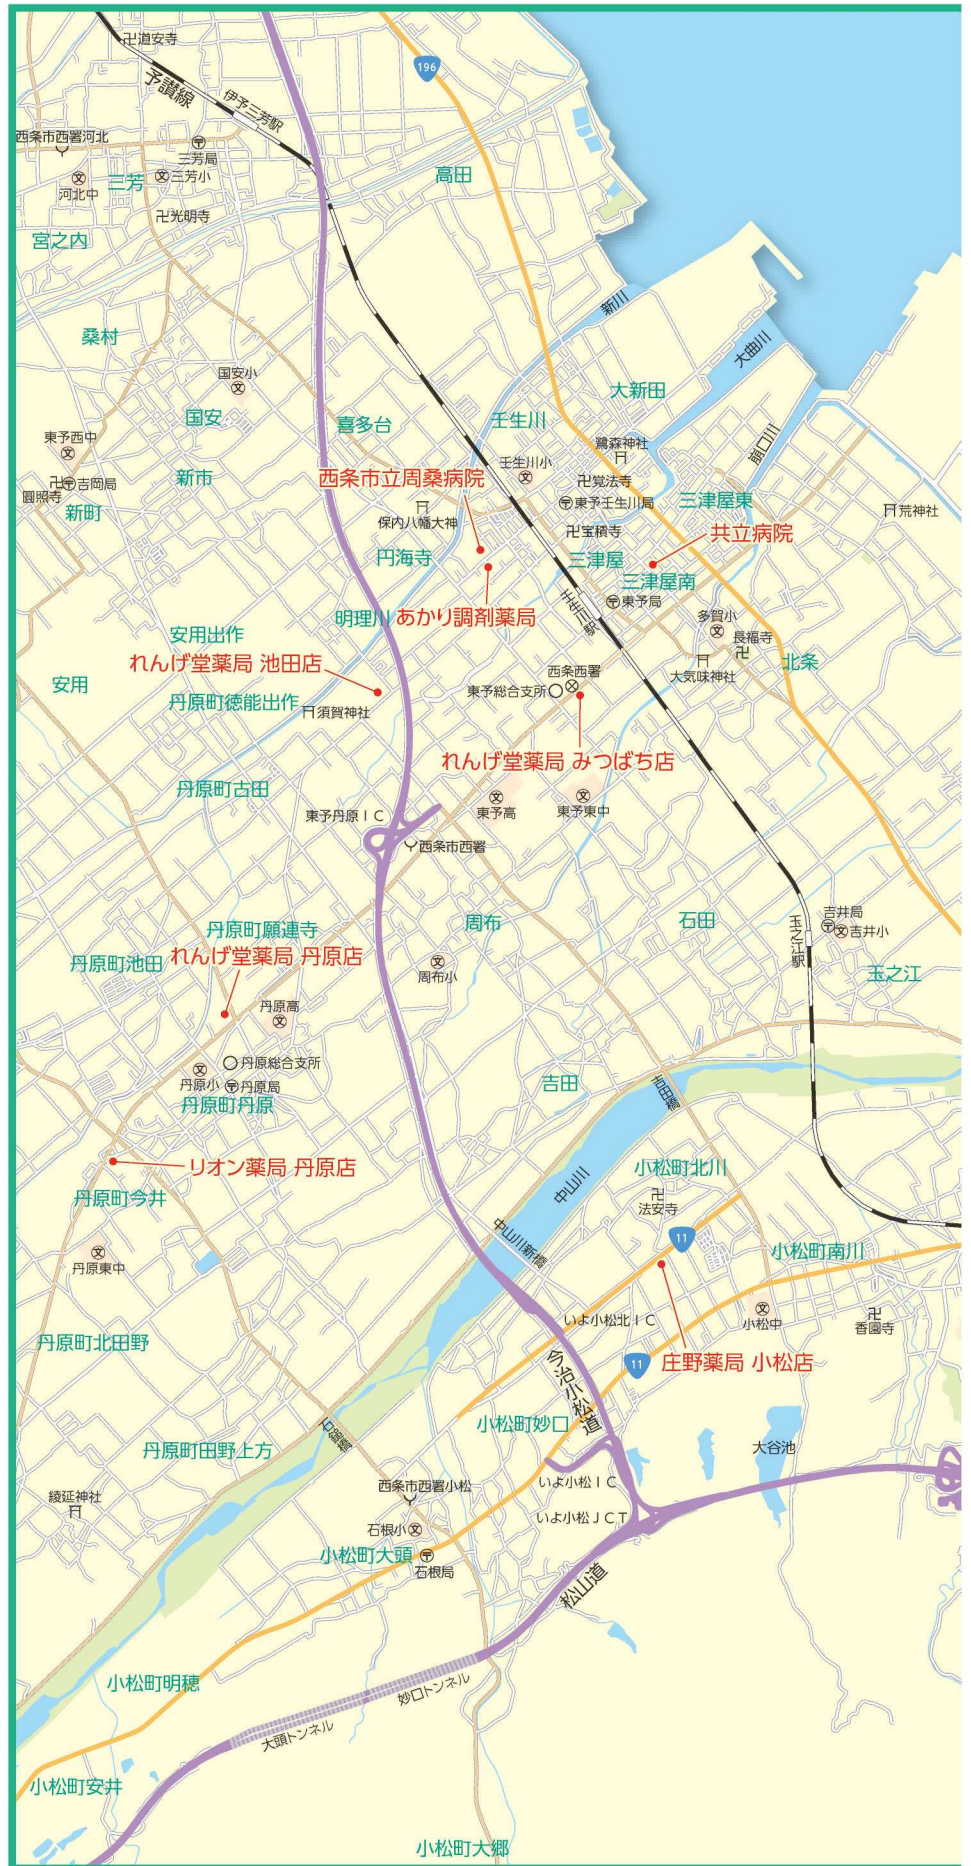 卍道安寺
196
予讃線
伊予三芳駅
西条市西署河北
三芳局
文三芳小
三芳
文
河北中
高田
卍光明寺
宮之内
新川
桑村
大曲川
国安小
文
大新田
国安
喜多台
壬生川
崩口川
東予西中
文
鷺森神社
壬生川小
文
西条市立周桑病院
新市
卍覚法寺
卍 吉岡局
圓照寺
新町
東予壬生川局
三津屋東
荒神社
保内八幡大神
卍宝積寺
共立病院
円海寺
三津屋
三津屋南
壬生川駅
東予局
明理川
あかり調剤薬局
多賀小
文
安用出作
長福寺
卍
れんげ堂薬局 池田店
北条
西条西署
大気味神社
安用
東予総合支所
丹原町徳能出作
須賀神社
れんげ堂薬局 みつばち店
丹原町古田
文
東予高
文
東予東中
東予丹原IC
西条市西署
吉井局
文吉井小
周布
石田
玉之江駅
丹原町願連寺
れんげ堂薬局 丹原店
丹原町池田
文
周布小
玉之江
丹原高
文
丹原総合支所
文
丹原小
丹原局
吉田
吉田橋
丹原町丹原
リオン薬局 丹原店
小松町北川
中山川
丹原町今井
卍
法安寺
文
丹原東中
中山川新橋
11
小松町南川
いよ小松北IC
文
小松中
卍
香園寺
丹原町北田野
今治小松道
11
庄野薬局 小松店
小松町妙口
石鎚橋
丹原町田野上方
大谷池
いよ小松IC
西条市西署小松
綾延神社
いよ小松JCT
石根小文
小松町大頭
石根局
松山道
小松町明穂
妙口トンネル
大頭トンネル
小松町安井
小松町大郷